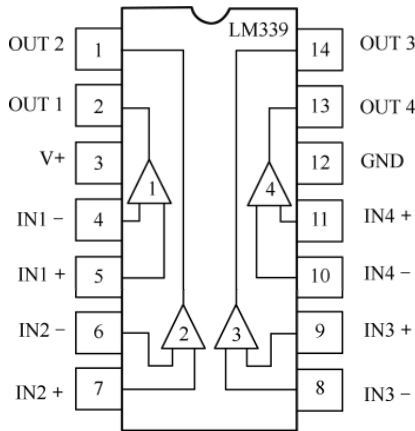 LM339
OUT 2 1 14 OUT 3
OUT 1 2 13 OUT 4
V+ 3 12 GND
1 4
IN1 − 4 11 IN4 +
IN1 + 5 10 IN4 −
IN2 − 6 2 3 9 IN3 +
IN2 + 7 8 IN3 −